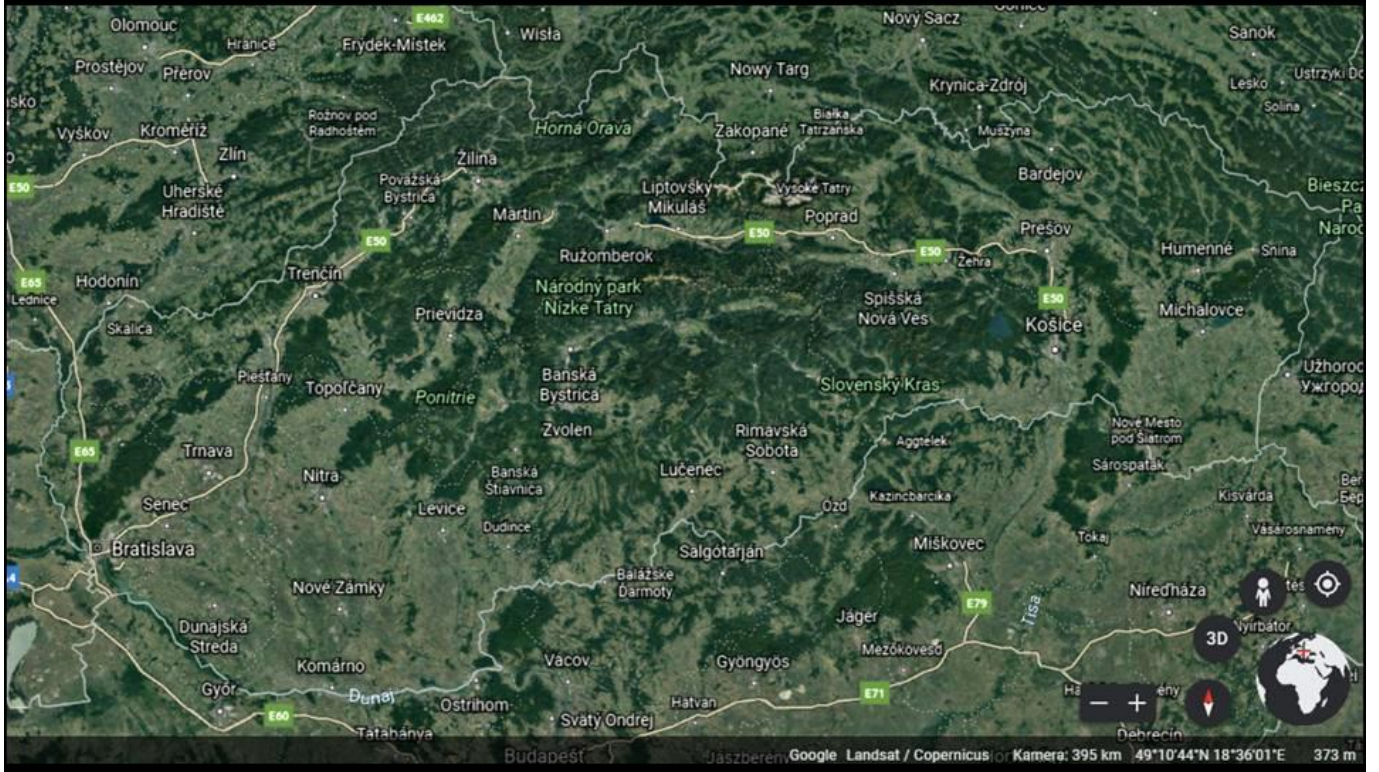 Gorlice
Olomouc
E462
Nowy Sacz
Hranice
Frýdek-Místek
Wisła
Sanok
Prostějov
Přerov
Nowy Targ
Krynica-Zdrój
Lesko
Ustrzyki Do
Solina
Rožnov pod
Radhoštěm
Horná Orava
Białka
Tatrzańska
Zakopané
Muszyna
Vyškov
Kroměříž
Zlín
Žilina
E50
Považská
Bystrica
Uherské
Hradiště
Liptovský
Mikuláš
Vysoké Tatry
Bardejov
Martin
Poprad
E50
E50
E50
Prešov
Humenné
Snina
Ružomberok
Žehra
Trenčín
E65
Lednice
Hodonín
Národný park
Nízke Tatry
Spišská
Nová Ves
E50
Michalovce
Skalica
Prievidza
Košice
Piešťany
Topoľčany
Ponitrie
Banská
Bystrica
Slovenský Kras
Užhorod
Ужгород
E65
Trnava
Zvolen
Rimavská
Sobota
Aggtelek
Nové Mesto
pod Šiatrom
Nitra
Banská
Štiavnica
Lučenec
Sárospatak
Senec
Levice
Dudince
Ózd
Kazincbarcika
Kisvárda
Bratislava
Salgótarján
Miškovec
Tokaj
Vásárosnamény
Nové Zámky
Balážske
Ďarmoty
E79
Tisa
Níreďháza
Dunajská
Streda
Jáger
3D
Nyírbátor
Komárno
Vacov
Gyöngyös
Mezőkövesd
Győr
Dunaj
Ostrihom
E71
E60
Hatvan
Svätý Ondrej
Tatabánya
Debrecín
Budapešť
Jászberény
Google Landsat / Copernicus Kamera: 395 km 49°10'44"N 18°36'01"E 373 m